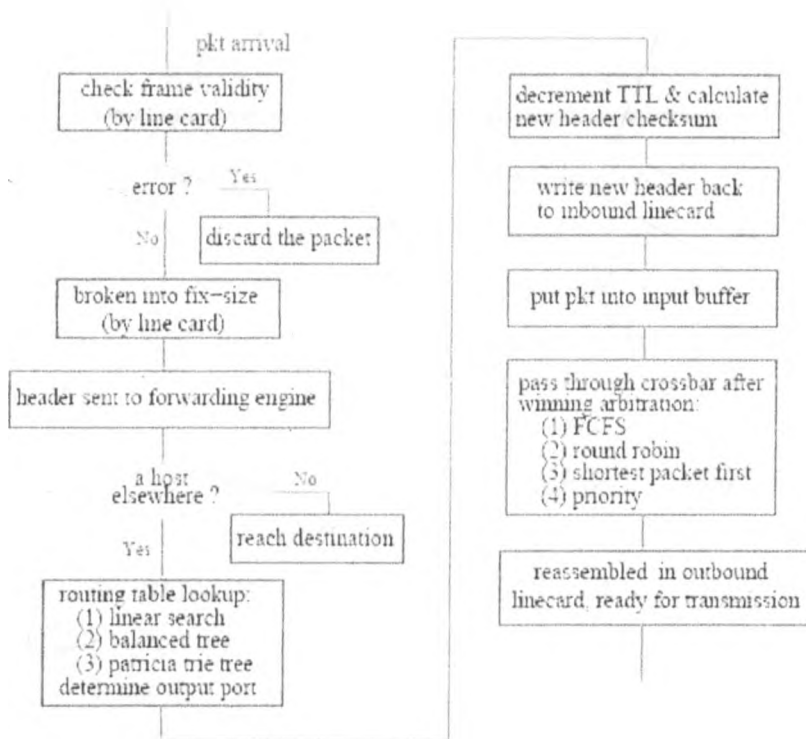 pkt arrival
check frame validity
(by line card)
error ?
Yes
No
discard the packet
broken into fix-size
(by line card)
header sent to forwarding engine
a host
elsewhere ?
No
reach destination
Yes
routing table lookup:
(1) linear search
(2) balanced tree
(3) patricia trie tree
determine output port
decrement TTL & calculate
new header checksum
write new header back
to inbound linecard
put pkt into input buffer
pass through crossbar after
winning arbitration:
(1) FCFS
(2) round robin
(3) shortest packet first
(4) priority
reassembled in outbound
linecard, ready for transmission